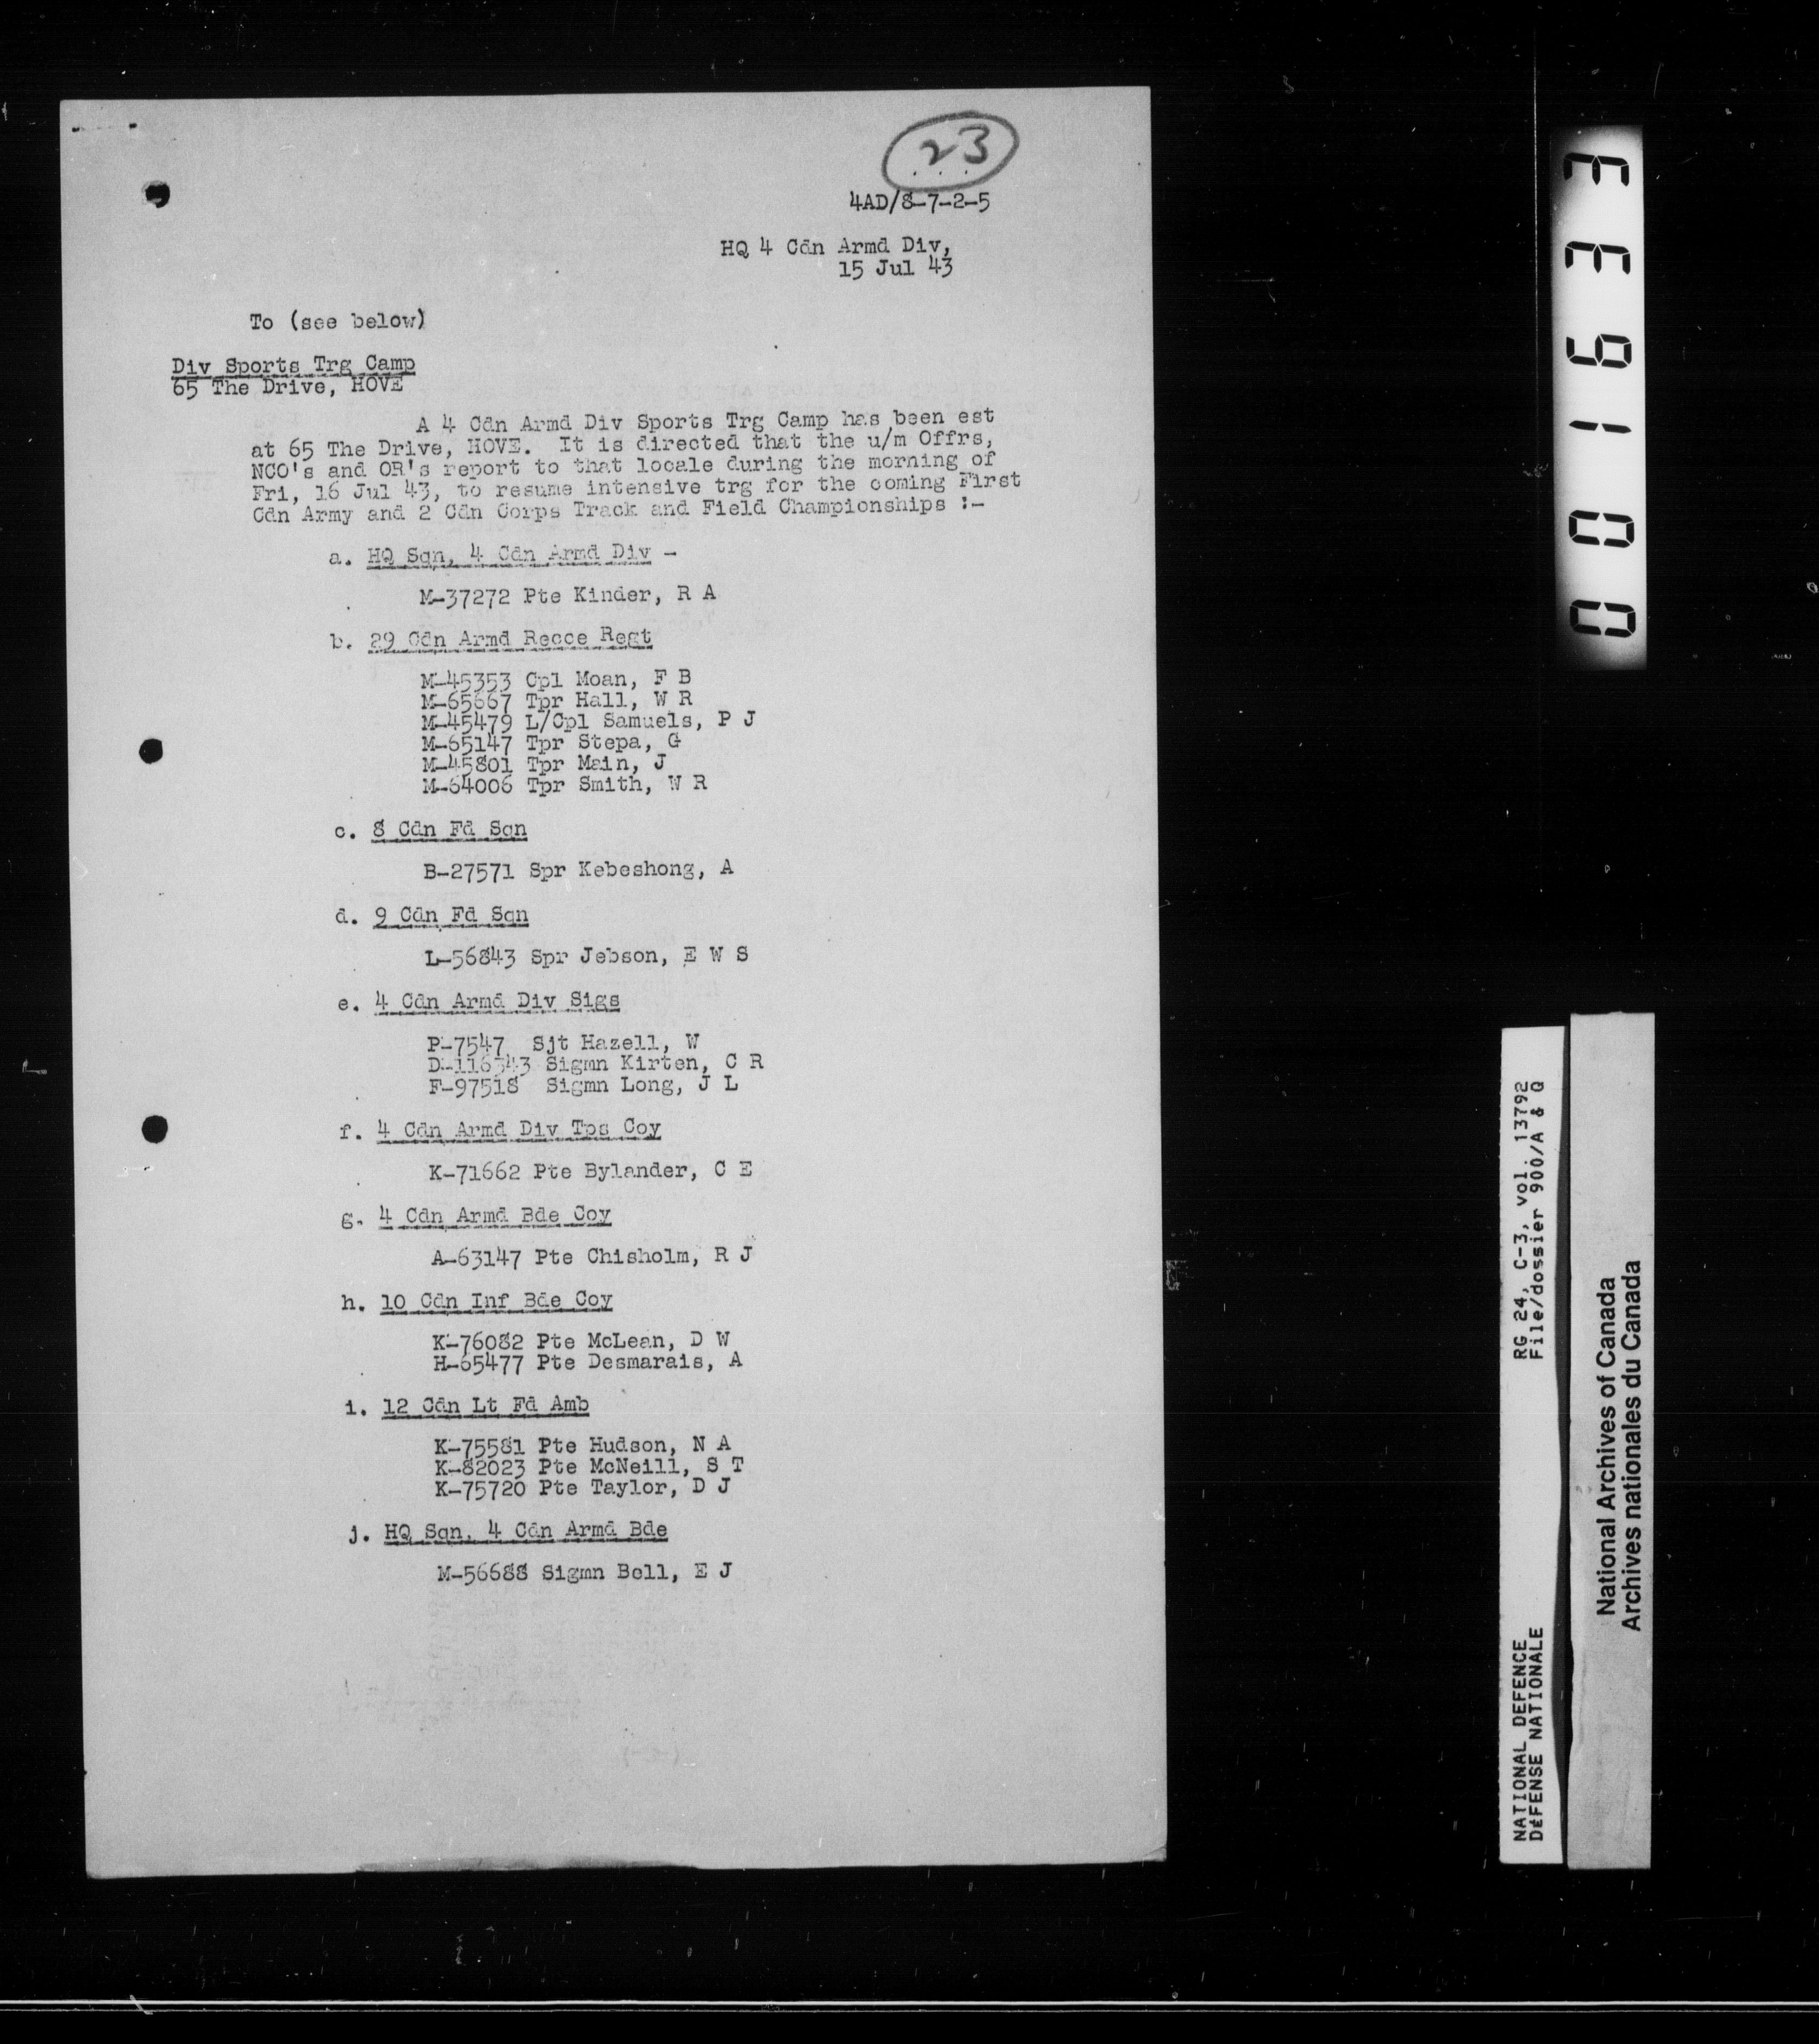 23
4AD/8-7-2-5
HQ 4 Cdn Armd Div,
15 Jul 43
To (see below)
Div Sports Trg Camp
65 The Drive, HOVE
A 4 Cdn Armd Div Sports Trg Camp has been est
at 65 The Drive, HOVE. It is directed that the u/m Offrs,
NCO's and OR's report to that locale during the morning of
Fri, 16 Jul 43, to resume intensive trg for the coming First
Cdn Army and 2 Cdn Corps Track and Field Championships :-
a. HQ Sqn, 4 Cdn Armd Div -
M-37272 Pte Kinder, R A
b. 29 Cdn Armd Recce Regt
M-45353 Cpl Moan, F B
M-65667 Tpr Hall, W R
M-45479 L/Cpl Samuels, P J
M-65147 Tpr Stepa, G
M-45801 Tpr Main, J
M-64006 Tpr Smith, W R
c. 8 Cdn Fd Sqn
B-27571 Spr Kebeshong, A
d. 9 Cdn Fd Sqn
L-56843 Spr Jebson, E W S
e. 4 Cdn Armd Div Sigs
P-7547 Sjt Hazell, W
Sigmn Kirten, C R
F-97518 Sigmn Long, J L
f. 4 Cdn Armd Div Tps Coy
K-71662 Pte Bylander, C E
g. 4 Cdn Armd Bde Coy
A-63147 Pte Chisholm, R J
h. 10 Cdn Inf Bde Coy
K-76082 Pte McLean, D W
H-65477 Pte Desmarais, A
i. 12 Cdn Lt Fd Amb
K-75581 Pte Hudson, N A
K-82023 Pte McNeill, S T
K-75720 Pte Taylor, D J
j. HQ Sqn, 4 Cdn Armd Bde
M-56688 Sigmn Bell, E J
001633
NATIONAL DEFENCE RG 24, C-3, vol. 13792
DÉFENSE NATIONALE File/dossier 900/A & Q
National Archives of Canada
Archives nationales du Canada